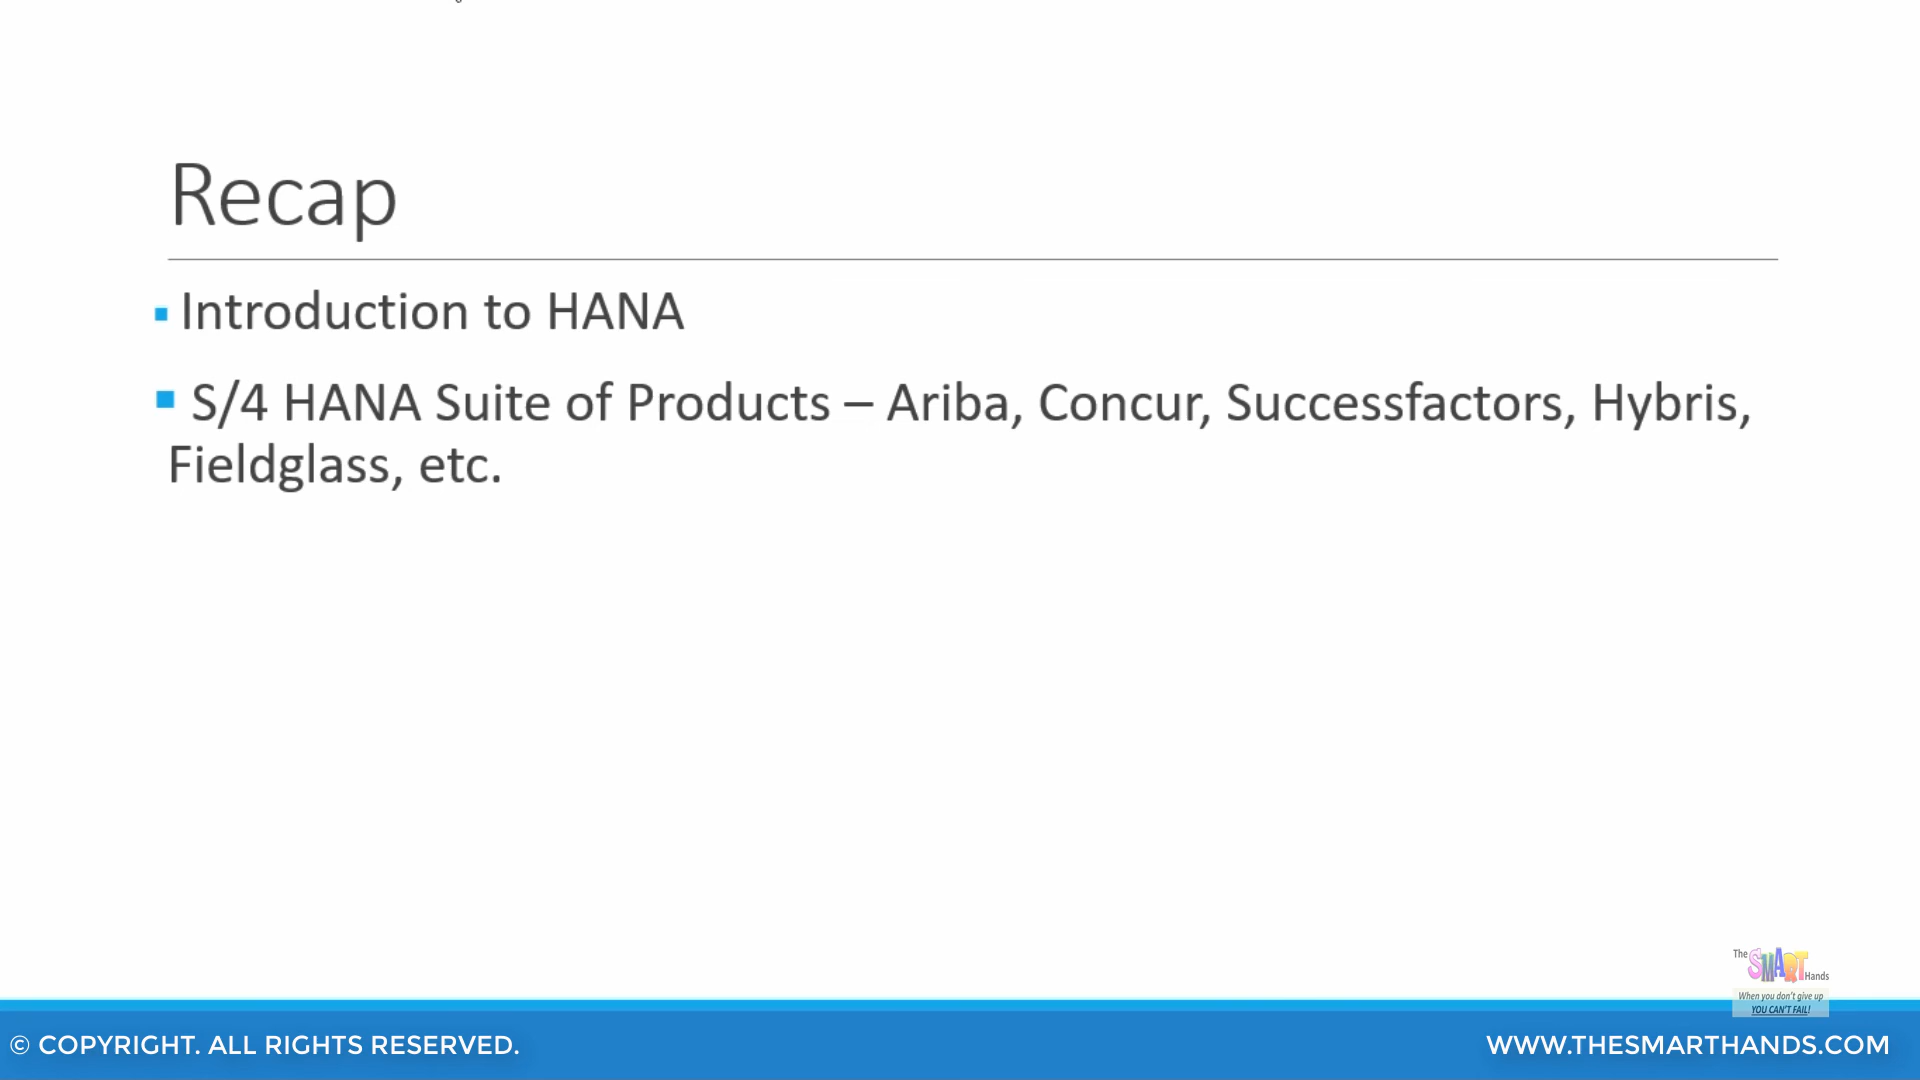 Recap
Introduction to HANA
S/4 HANA Suite of Products – Ariba, Concur, Successfactors, Hybris,
Fieldglass, etc.
The SMART Hands
When you don't give up
YOU CAN'T FAIL!
© COPYRIGHT. ALL RIGHTS RESERVED.
WWW.THESMARTHANDS.COM